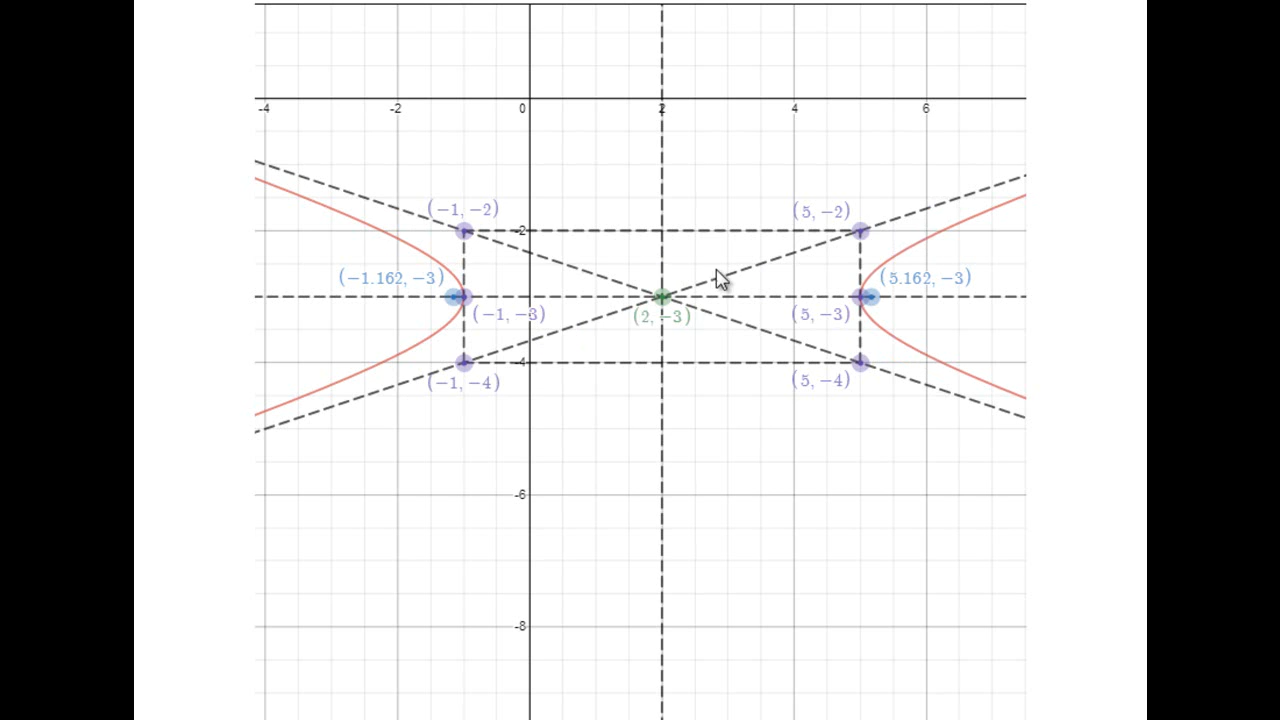 -4 -2 0 2 4 6
(−1, −2) (5, −2)
-2
(−1.162, −3) (5.162, −3)
(−1, −3) (2, −3) (5, −3)
-4
(−1, −4) (5, −4)
-6
-8